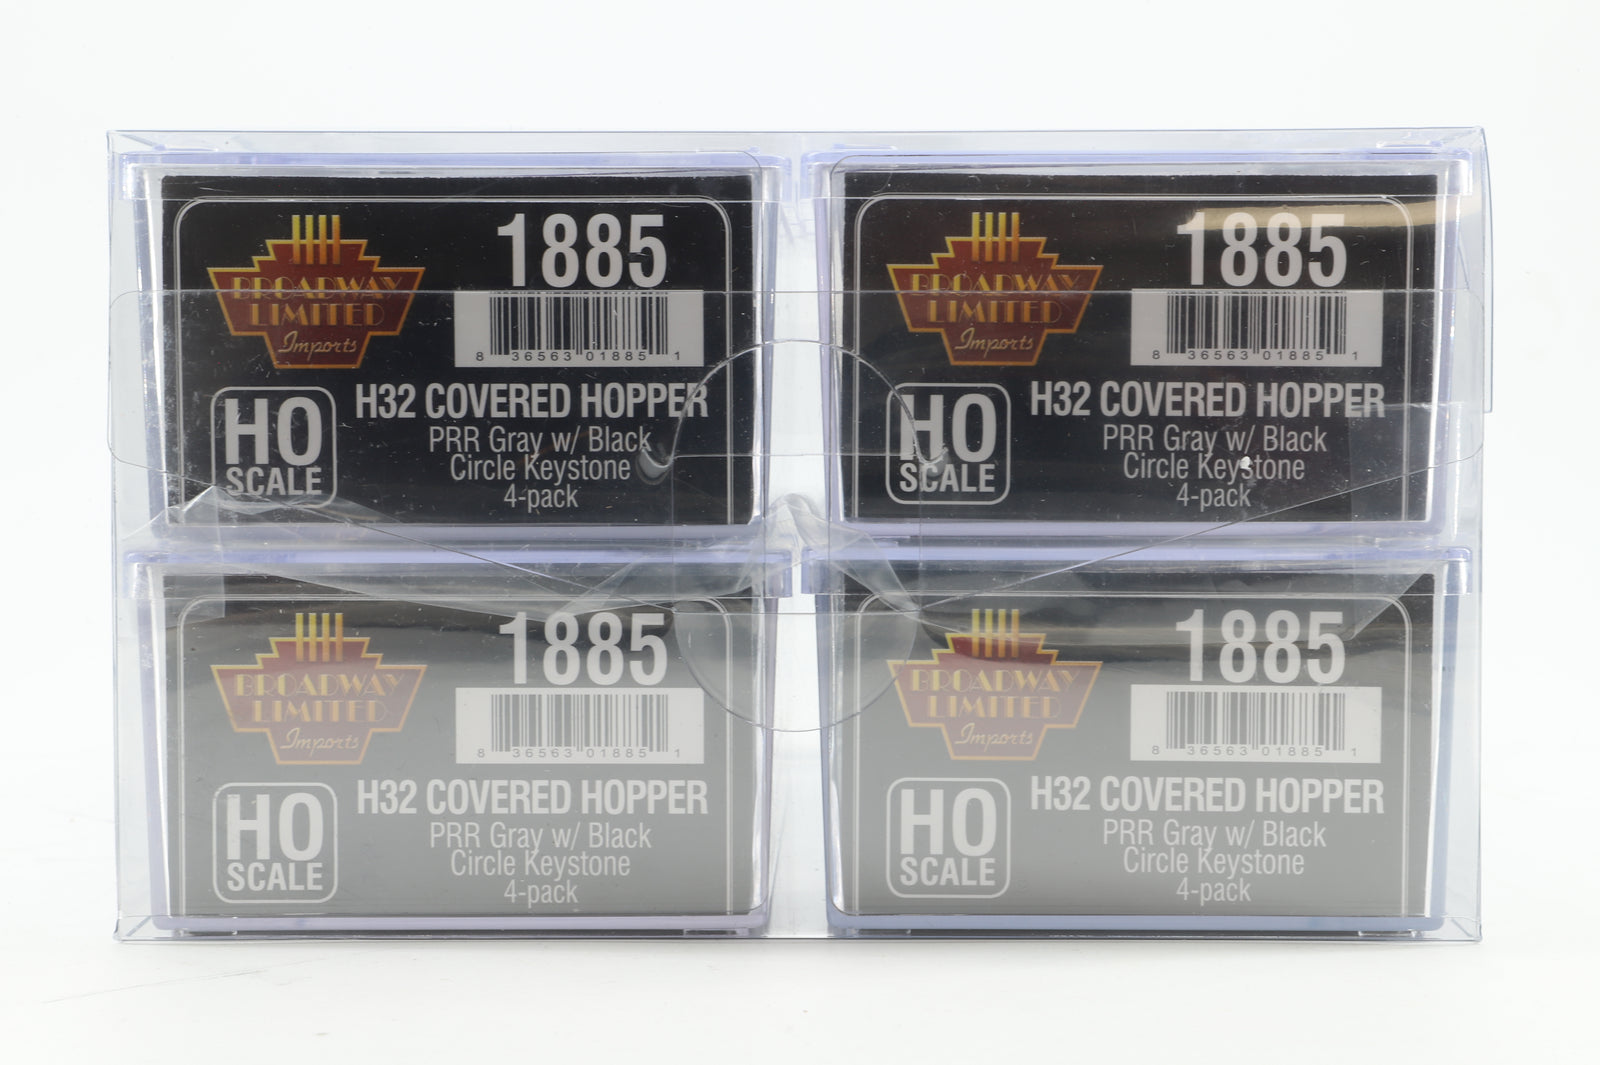 BROADWAY
LIMITED
Imports
1885
8 36563 01885 1
HO
SCALE
H32 COVERED HOPPER
PRR Gray w/ Black
Circle Keystone
4-pack
BROADWAY
LIMITED
Imports
1885
8 36563 01885 1
HO
SCALE
H32 COVERED HOPPER
PRR Gray w/ Black
Circle Keystone
4-pack
BROADWAY
LIMITED
Imports
1885
8 36563 01885 1
HO
SCALE
H32 COVERED HOPPER
PRR Gray w/ Black
Circle Keystone
4-pack
BROADWAY
LIMITED
Imports
1885
8 36563 01885 1
HO
SCALE
H32 COVERED HOPPER
PRR Gray w/ Black
Circle Keystone
4-pack